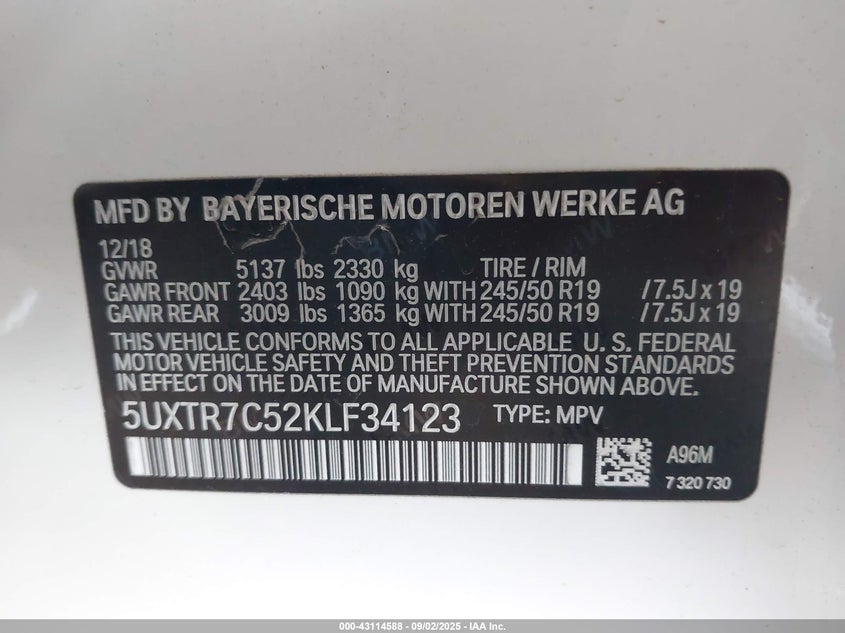 MFD BY BAYERISCHE MOTOREN WERKE AG
12/18
GVWR 5137 lbs 2330 kg TIRE / RIM
GAWR FRONT 2403 lbs 1090 kg WITH 245/50 R19 /7.5J x 19
GAWR REAR 3009 lbs 1365 kg WITH 245/50 R19 /7.5J x 19
THIS VEHICLE CONFORMS TO ALL APPLICABLE U. S. FEDERAL
MOTOR VEHICLE SAFETY AND THEFT PREVENTION STANDARDS
IN EFFECT ON THE DATE OF MANUFACTURE SHOWN ABOVE.
5UXTR7C52KLF34123 TYPE: MPV
A96M
7 320 730
000-43114588 - 09/02/2025 - IAA Inc.